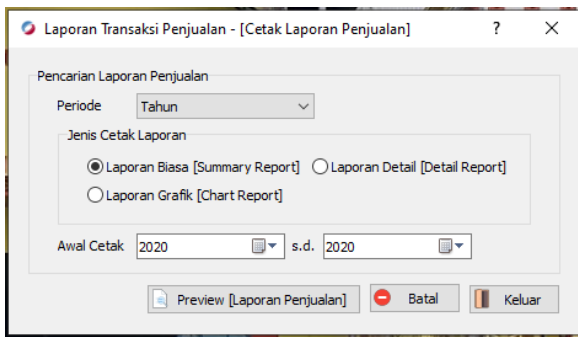 Laporan Transaksi Penjualan - [Cetak Laporan Penjualan] ?
Pencarian Laporan Penjualan
Periode Tahun
Jenis Cetak Laporan
Laporan Biasa [Summary Report] Laporan Detail [Detail Report]
Laporan Grafik [Chart Report]
Awal Cetak 2020 s.d. 2020
Preview [Laporan Penjualan] Batal Keluar